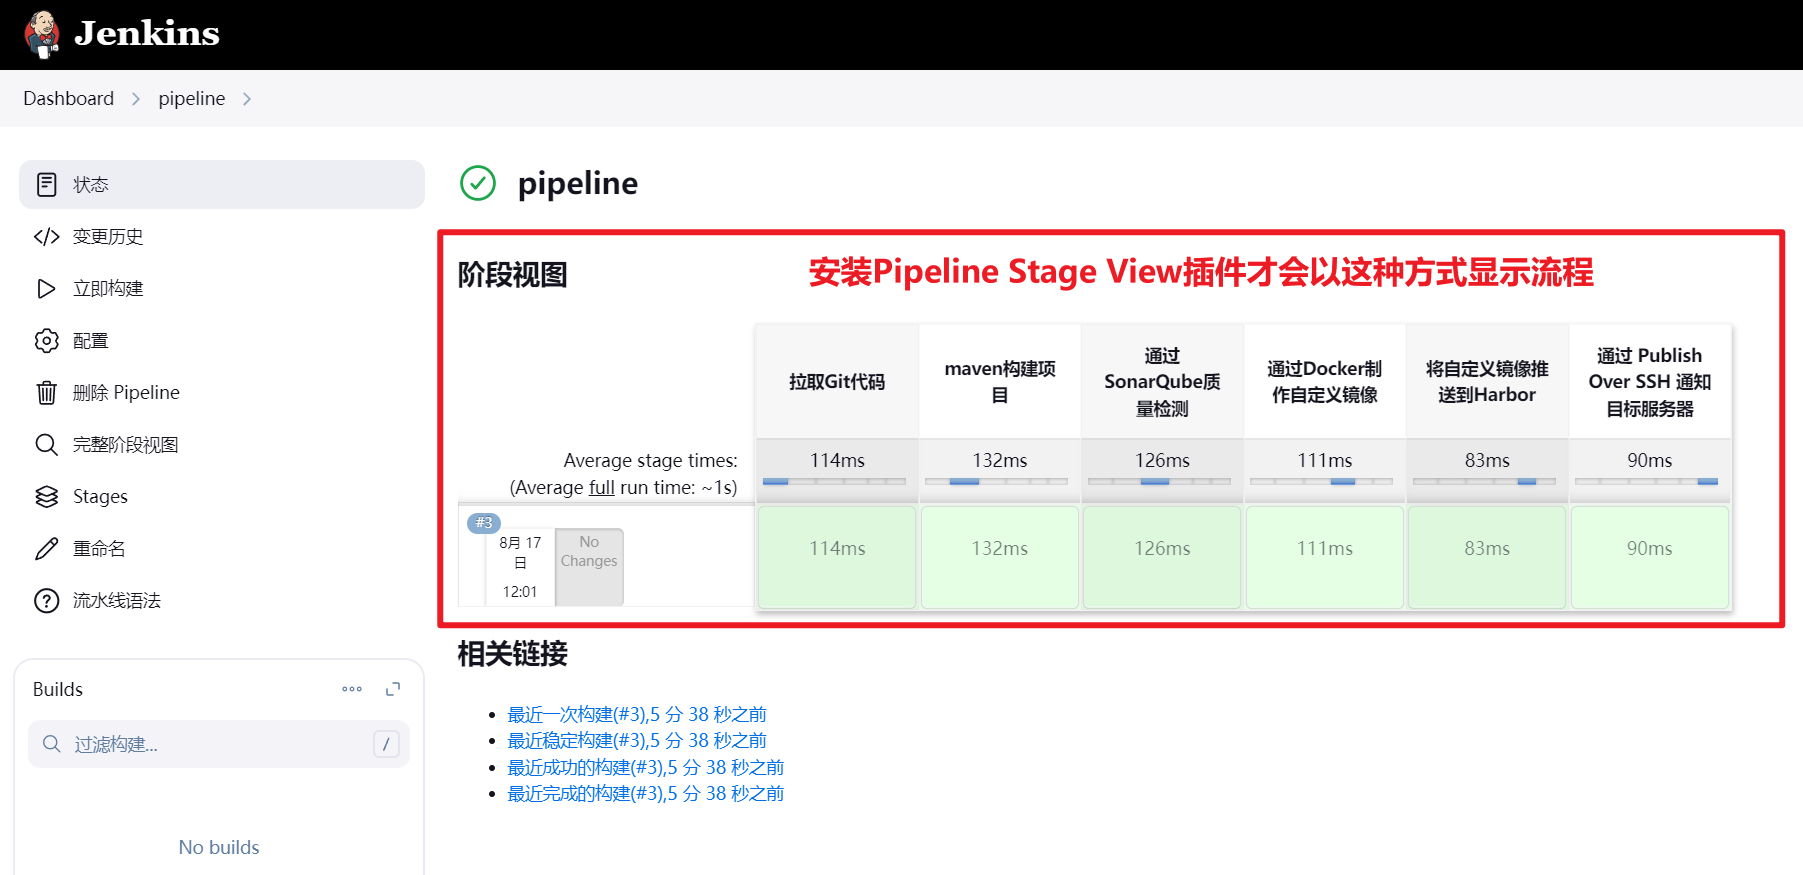 Jenkins
Dashboard
pipeline
状态
变更历史
立即构建
配置
删除 Pipeline
完整阶段视图
Stages
重命名
流水线语法
Builds
过滤构建...
/
No builds
pipeline
阶段视图
安装Pipeline Stage View插件才会以这种方式显示流程
拉取Git代码
maven构建项
目
通过
SonarQube质
量检测
通过Docker制
作自定义镜像
将自定义镜像推
送到Harbor
通过 Publish
Over SSH 通知
目标服务器
Average stage times:
(Average full run time: ~1s)
114ms
132ms
126ms
111ms
83ms
90ms
#3
8月 17
日
12:01
No
Changes
114ms
132ms
126ms
111ms
83ms
90ms
相关链接
最近一次构建(#3),5 分 38 秒之前
最近稳定构建(#3),5 分 38 秒之前
最近成功的构建(#3),5 分 38 秒之前
最近完成的构建(#3),5 分 38 秒之前